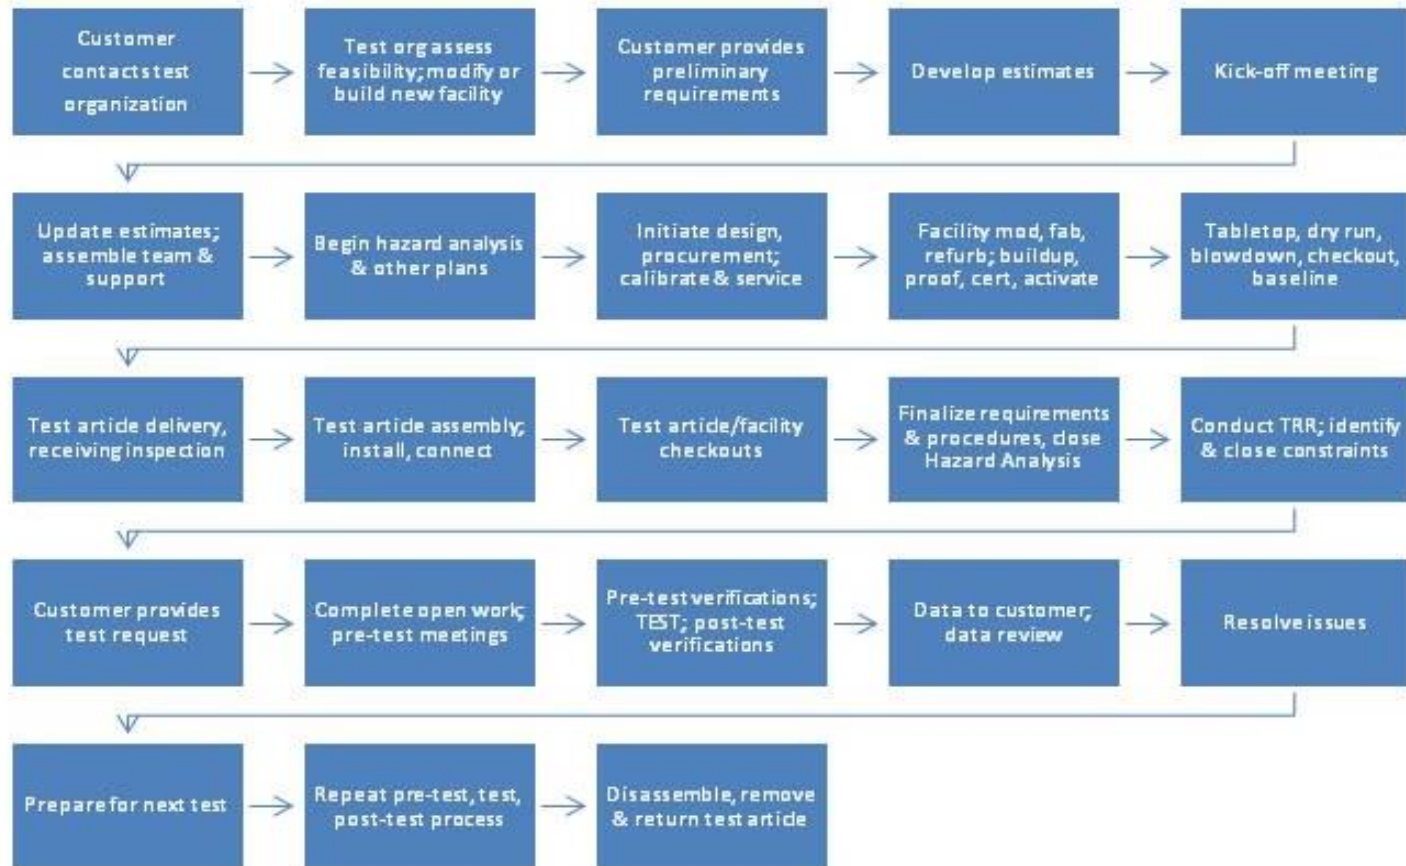 Customer
contacts test
organization
Test org assess
feasibility; modify or
build new facility
Customer provides
preliminary
requirements
Develop estimates
Kick-off meeting
Update estimates;
assemble team &
support
Begin hazard analysis
& other plans
Initiate design,
procurement;
calibrate & service
Facility mod, fab,
refurb; buildup,
proof, cert, activate
Tabletop, dry run,
blowdown, checkout,
baseline
Test article delivery,
receiving inspection
Test article assembly;
install, connect
Test article/facility
checkouts
Finalize requirements
& procedures, close
Hazard Analysis
Conduct TRR; identify
& close constraints
Customer provides
test request
Complete open work;
pre-test meetings
Pre-test verifications;
TEST; post-test
verifications
Data to customer;
data review
Resolve issues
Prepare for next test
Repeat pre-test, test,
post-test process
Disassemble, remove
& return test article